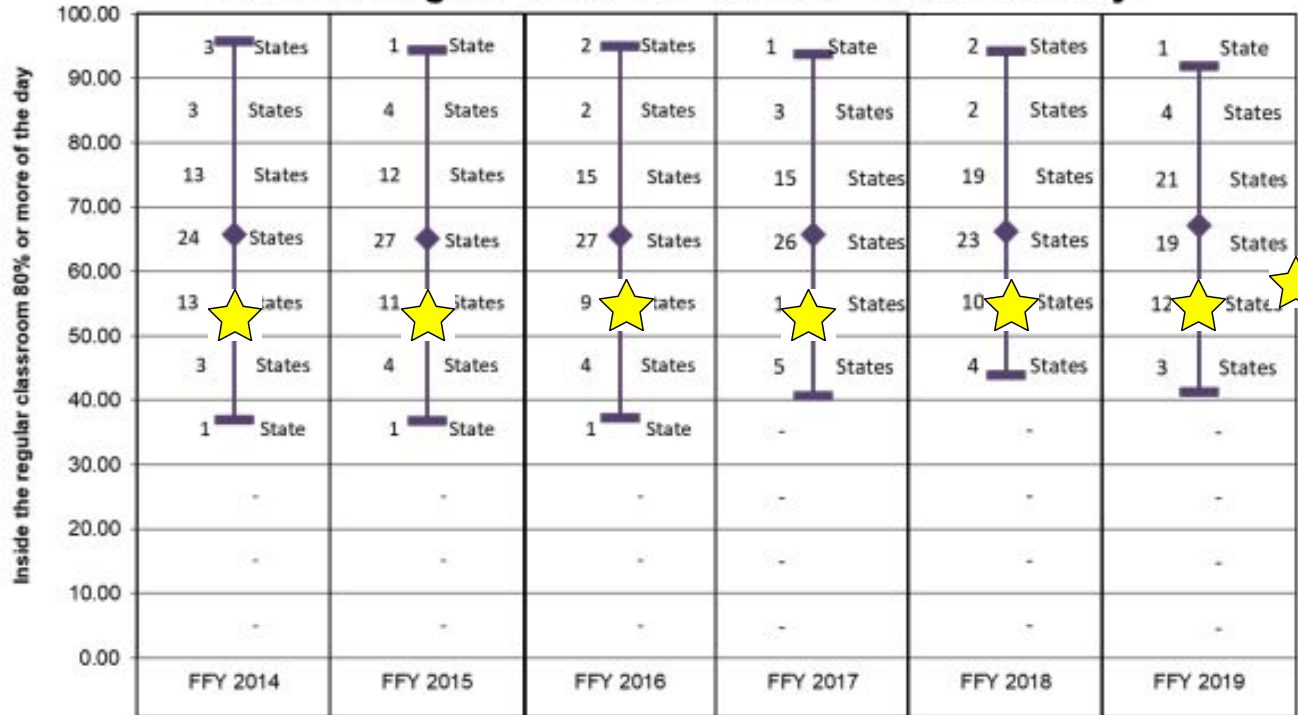 Inside the regular classroom 80% or more of the day
100.00
3 States 1 State 2 States 1 State 2 States 1 State
90.00
3 States 4 States 2 States 3 States 2 States 4 States
80.00
13 States 12 States 15 States 15 States 19 States 21 States
70.00
24 States 27 States 27 States 26 States 23 States 19 States
60.00
13 tates 11 States 9 tates 1 States 10 States 12 States
50.00
3 States 4 States 4 States 5 States 4 States 3 States
40.00
1 State 1 State 1 State - - -
30.00
- - - - - -
20.00
- - - - - -
10.00
- - - - - -
0.00
FFY 2014 FFY 2015 FFY 2016 FFY 2017 FFY 2018 FFY 2019